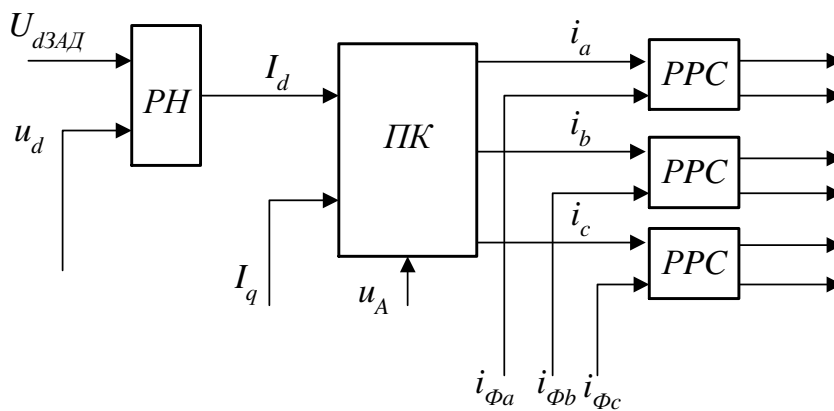 U_dЗАД
РН
u_d
I_d
I_q
ПК
u_A
i_a
i_b
i_c
РРС
РРС
РРС
i_Фa
i_Фb
i_Фc